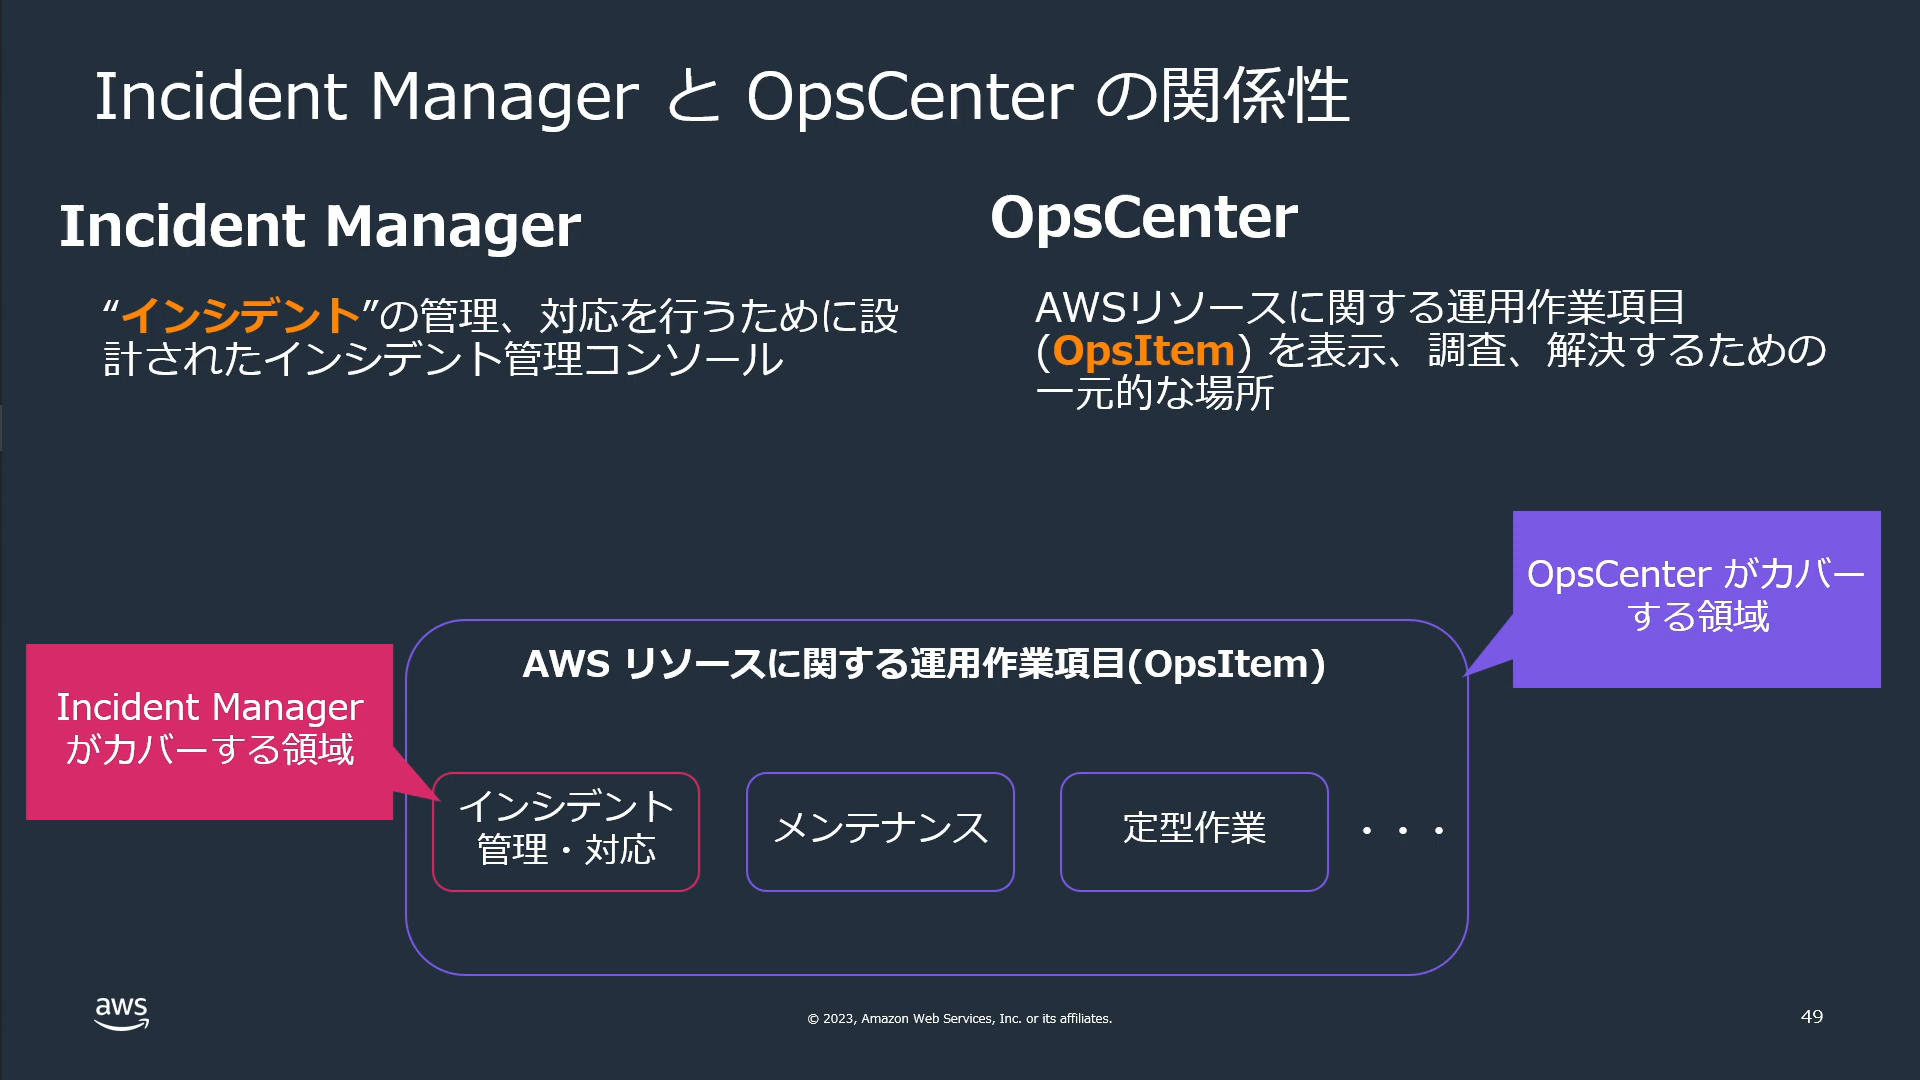 Incident Manager と OpsCenter の関係性
Incident Manager
“インシデント”の管理、対応を行うために設
計されたインシデント管理コンソール
OpsCenter
AWSリソースに関する運用作業項目
(OpsItem) を表示、調査、解決するための
一元的な場所
OpsCenter がカバー
する領域
Incident Manager
がカバーする領域
AWS リソースに関する運用作業項目(OpsItem)
インシデント
管理・対応
メンテナンス
定型作業
・・・
aws
© 2023, Amazon Web Services, Inc. or its affiliates.
49